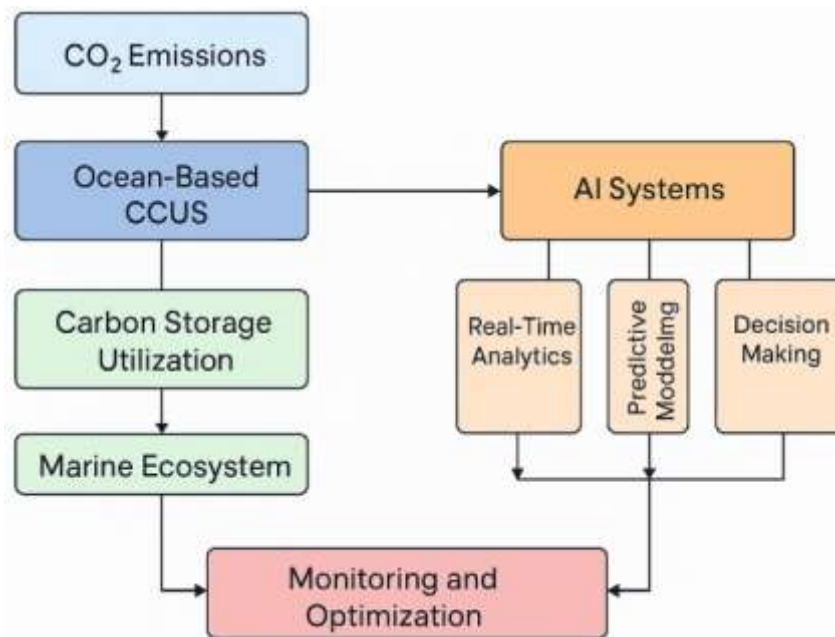 CO₂ Emissions
Ocean-Based
CCUS
AI Systems
Carbon Storage
Utilization
Real-Time
Analytics
Predictive
Moddelmg
Decision
Making
Marine Ecosystem
Monitoring and
Optimization